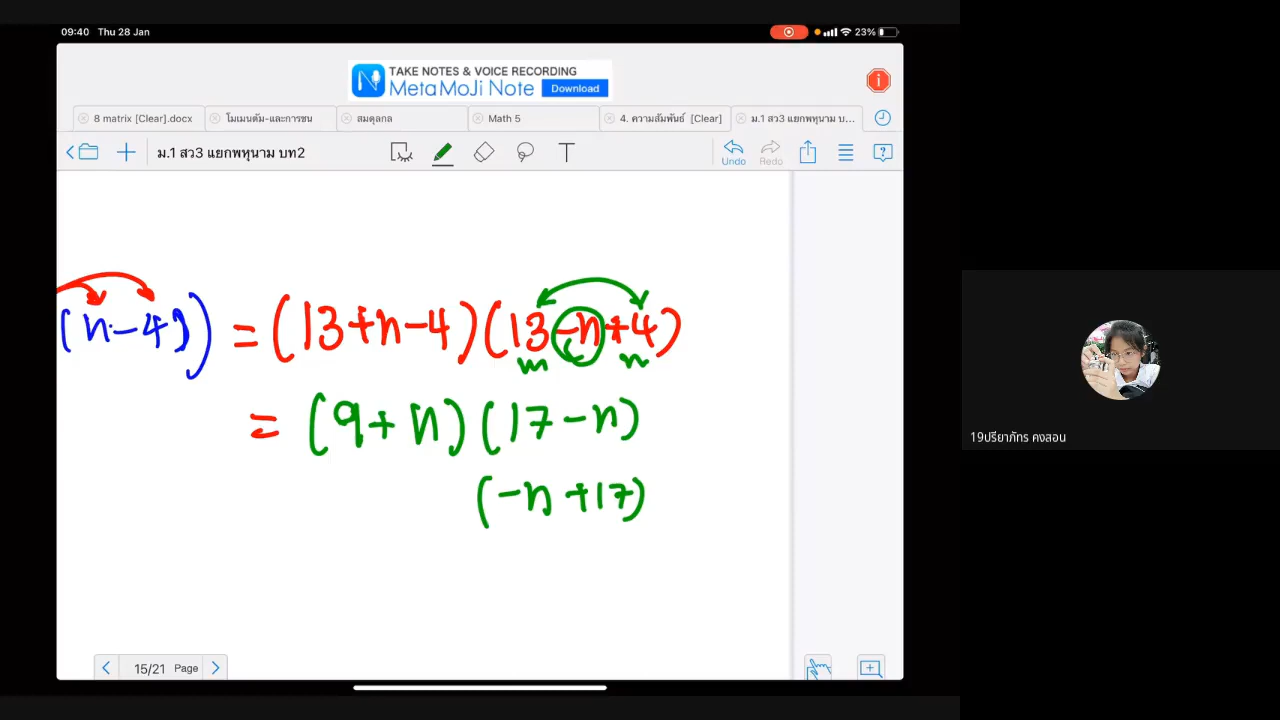 09:40 Thu 28 Jan
23%
TAKE NOTES & VOICE RECORDING
MetaMoJi Note Download
8 matrix [Clear].docx
โมเมนตัม-และการชน
สมดุลกล
Math 5
4. ความสัมพันธ์ [Clear]
ม.1 สว3 แยกพหุนาม บ...
ม.1 สว3 แยกพหุนาม บท2
T
Undo
Redo
(n-4)) = (13+n-4)(13-n+4)
= (9+n)(17-n)
(-n+17)
15/21 Page
19ปรียาภัทร คงสอน